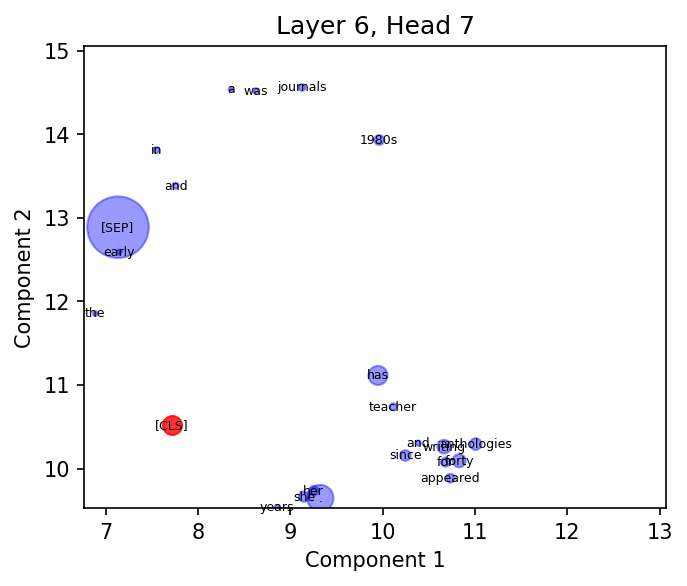 Layer 6, Head 7
15
a
was
journals
14
1980s
in
and
13
[SEP]
early
12
the
11
has
teacher
[CLS]
and
writing
anthologies
since
for
forty
10
appeared
her
she
.
years
7 8 9 10 11 12 13
Component 1
Component 2